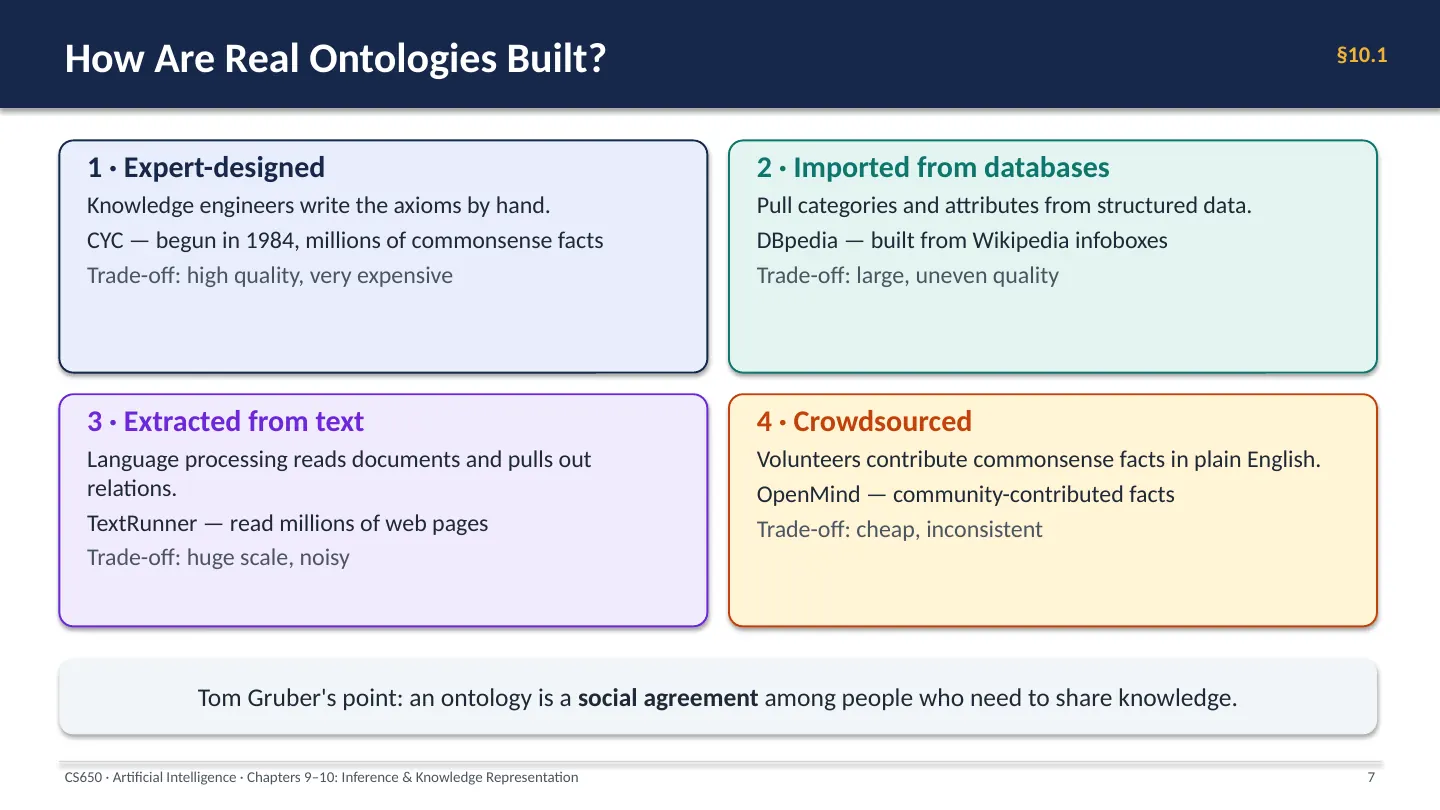 How Are Real Ontologies Built?
§10.1
1 · Expert-designed
Knowledge engineers write the axioms by hand.
CYC — begun in 1984, millions of commonsense facts
Trade-off: high quality, very expensive
2 · Imported from databases
Pull categories and attributes from structured data.
DBpedia — built from Wikipedia infoboxes
Trade-off: large, uneven quality
3 · Extracted from text
Language processing reads documents and pulls out
relations.
TextRunner — read millions of web pages
Trade-off: huge scale, noisy
4 · Crowdsourced
Volunteers contribute commonsense facts in plain English.
OpenMind — community-contributed facts
Trade-off: cheap, inconsistent
Tom Gruber's point: an ontology is a social agreement among people who need to share knowledge.
CS650 · Artificial Intelligence · Chapters 9–10: Inference & Knowledge Representation
7